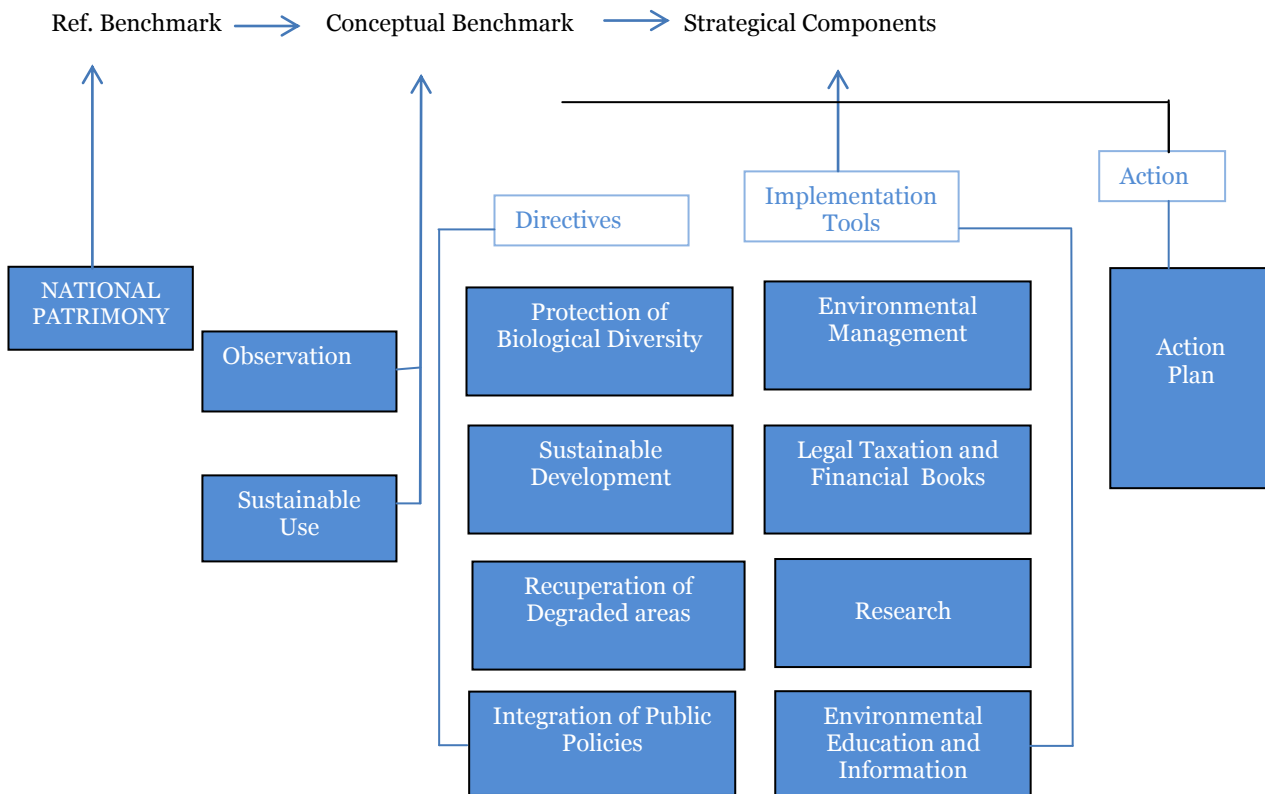 Ref. Benchmark
Conceptual Benchmark
Strategical Components
Action
Implementation
Tools
Directives
NATIONAL
PATRIMONY
Observation
Sustainable
Use
Protection of
Biological Diversity
Environmental
Management
Action
Plan
Sustainable
Development
Legal Taxation and
Financial Books
Recuperation of
Degraded areas
Research
Integration of Public
Policies
Environmental
Education and
Information